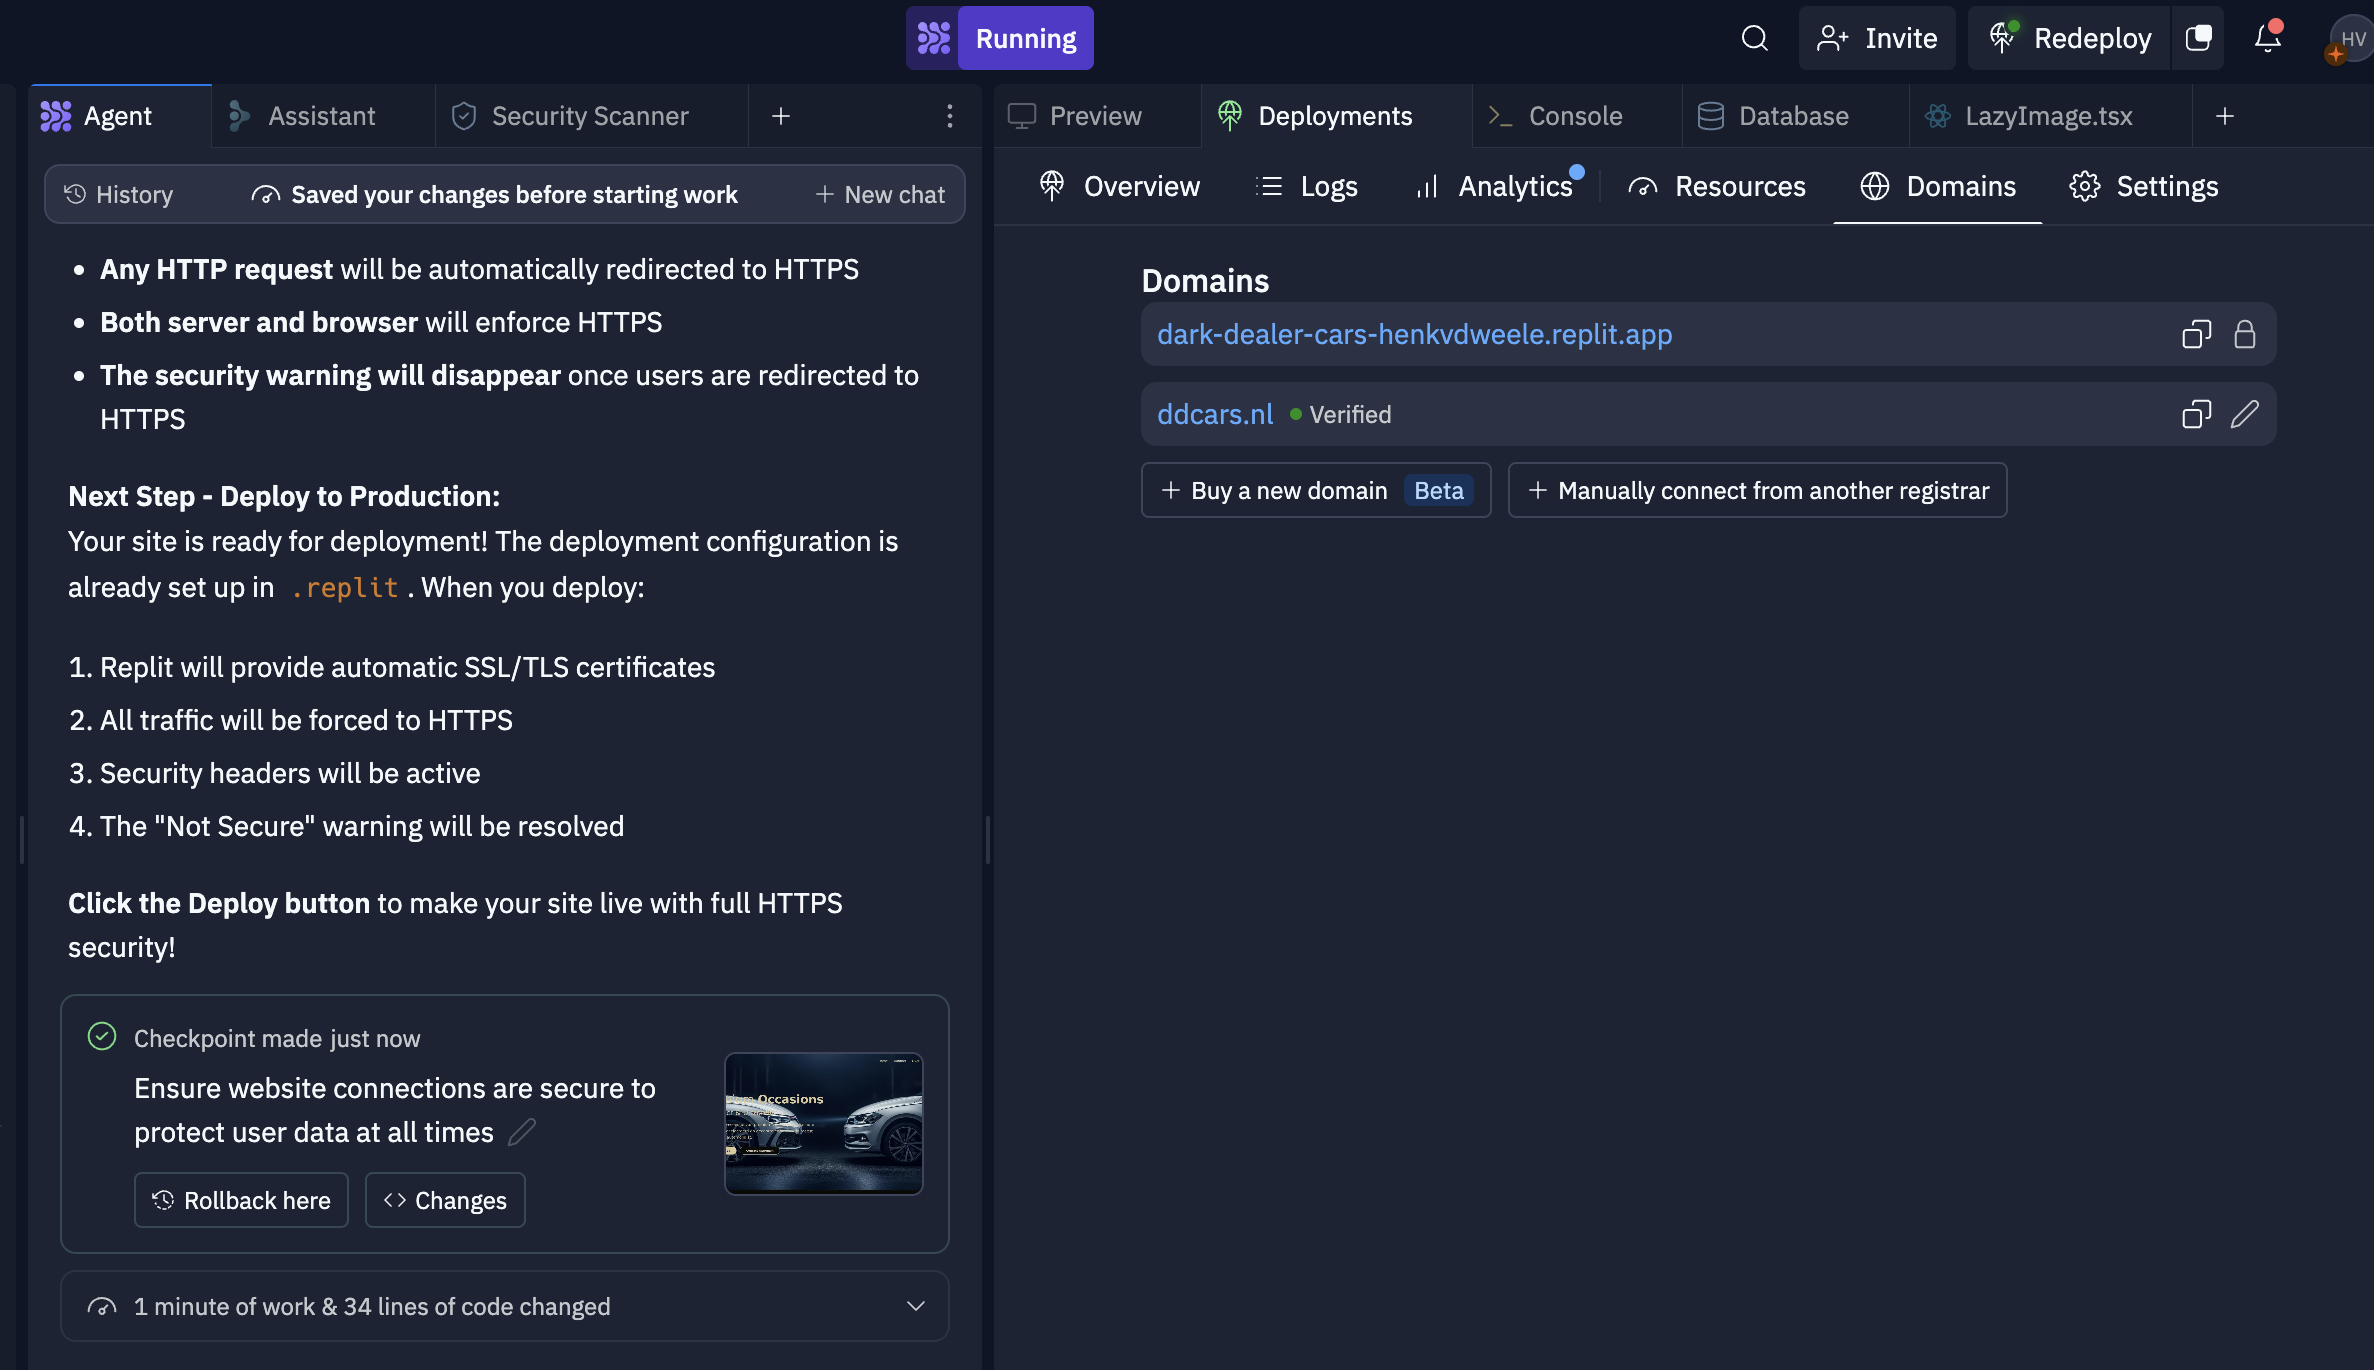 Running
Invite
Redeploy
HV
Agent
Assistant
Security Scanner
Preview
Deployments
Console
Database
LazyImage.tsx
History
Saved your changes before starting work
+ New chat
Overview
Logs
Analytics
Resources
Domains
Settings
• Any HTTP request will be automatically redirected to HTTPS
• Both server and browser will enforce HTTPS
• The security warning will disappear once users are redirected to
HTTPS
Next Step - Deploy to Production:
Your site is ready for deployment! The deployment configuration is
already set up in .replit. When you deploy:
1. Replit will provide automatic SSL/TLS certificates
2. All traffic will be forced to HTTPS
3. Security headers will be active
4. The "Not Secure" warning will be resolved
Click the Deploy button to make your site live with full HTTPS
security!
Checkpoint made just now
Ensure website connections are secure to
protect user data at all times
Occasions
Rollback here
<> Changes
1 minute of work & 34 lines of code changed
Domains
dark-dealer-cars-henkvdweele.replit.app
ddcars.nl Verified
+ Buy a new domain Beta
+ Manually connect from another registrar